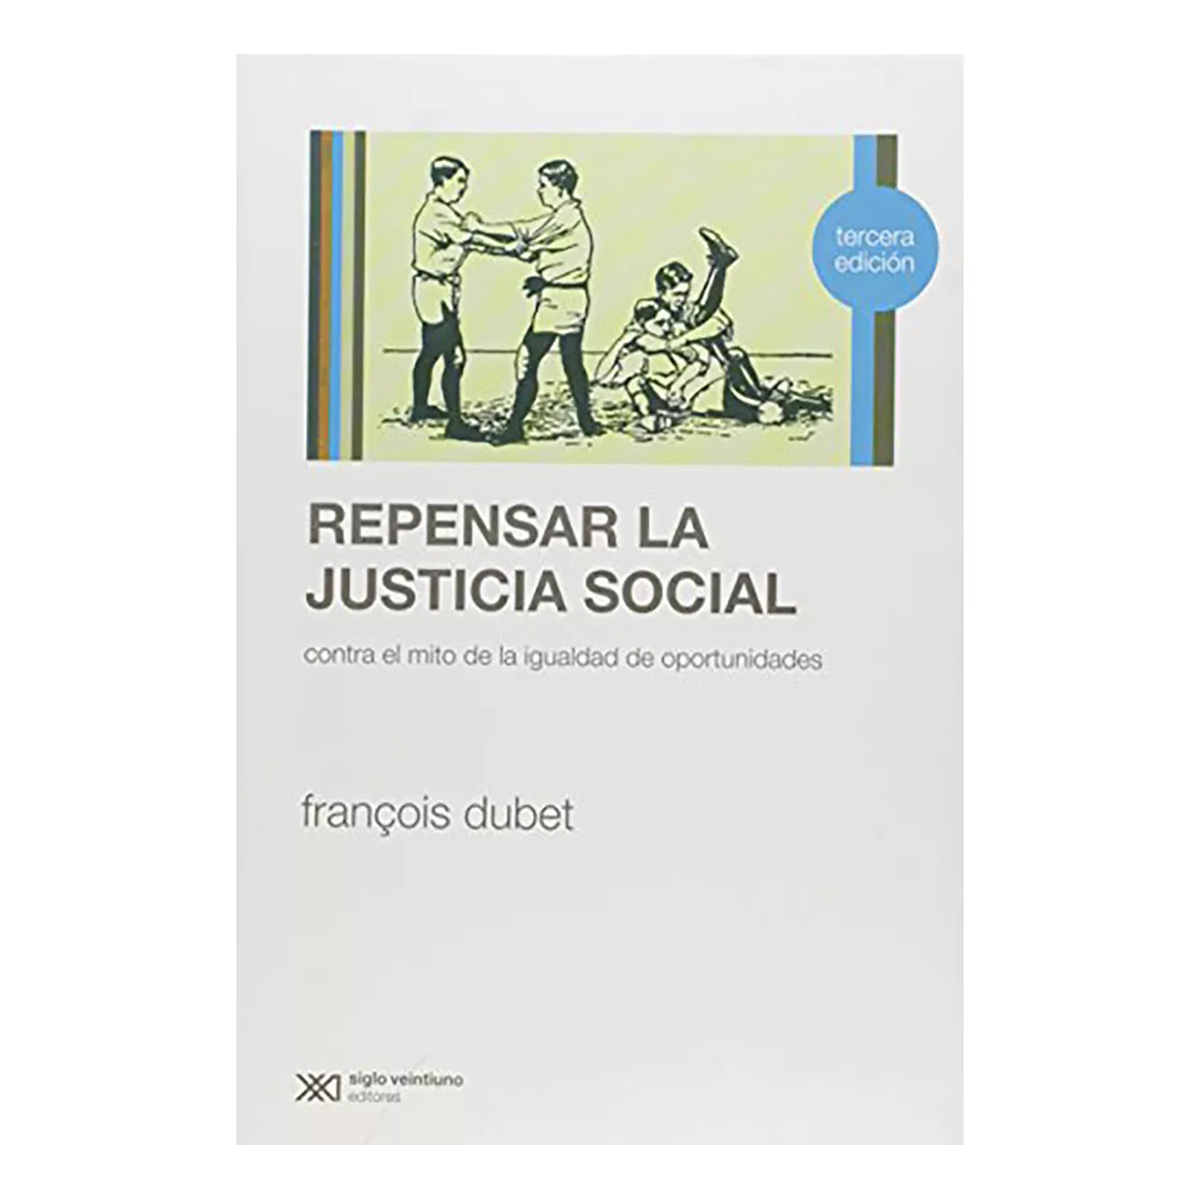 tercera
edición
REPENSAR LA
JUSTICIA SOCIAL
contra el mito de la igualdad de oportunidades
françois dubet
siglo veintiuno
editores